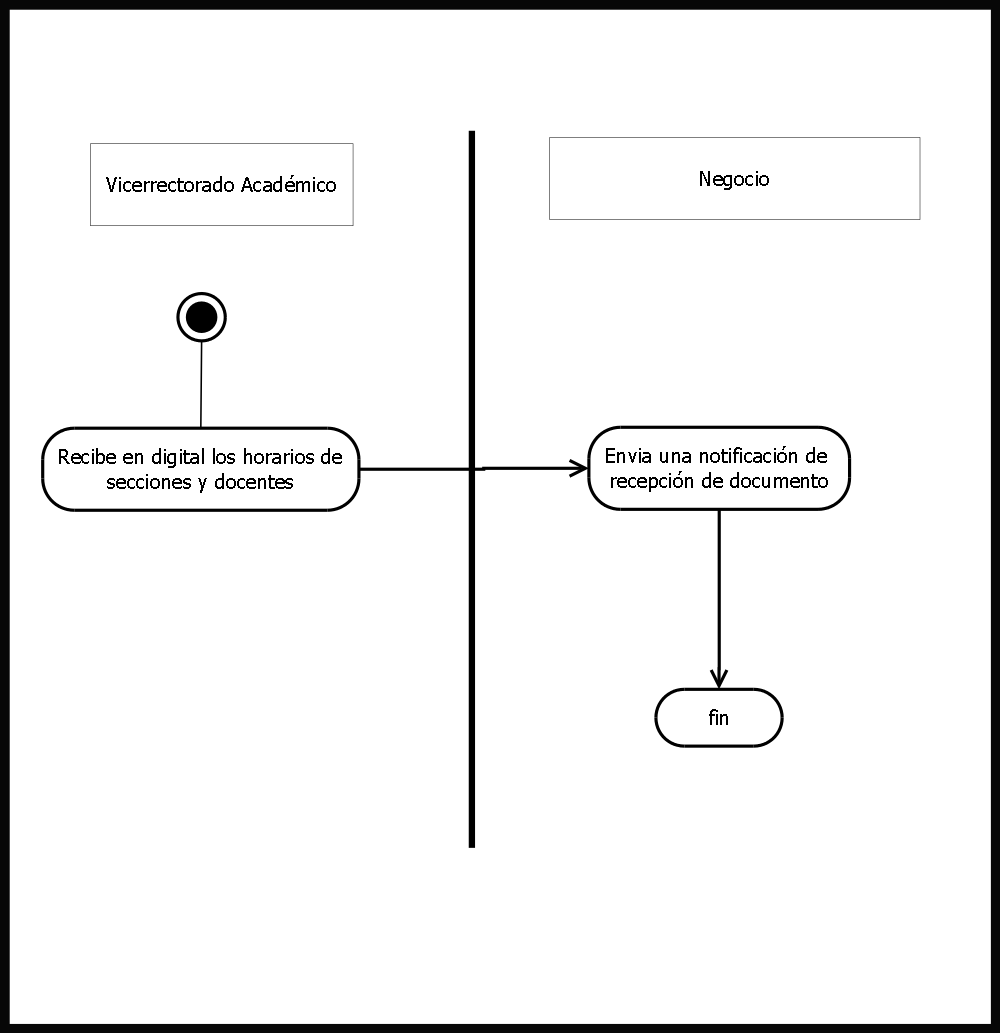 Vicerrectorado Académico
Negocio
Recibe en digital los horarios de
secciones y docentes
Envia una notificación de
recepción de documento
fin